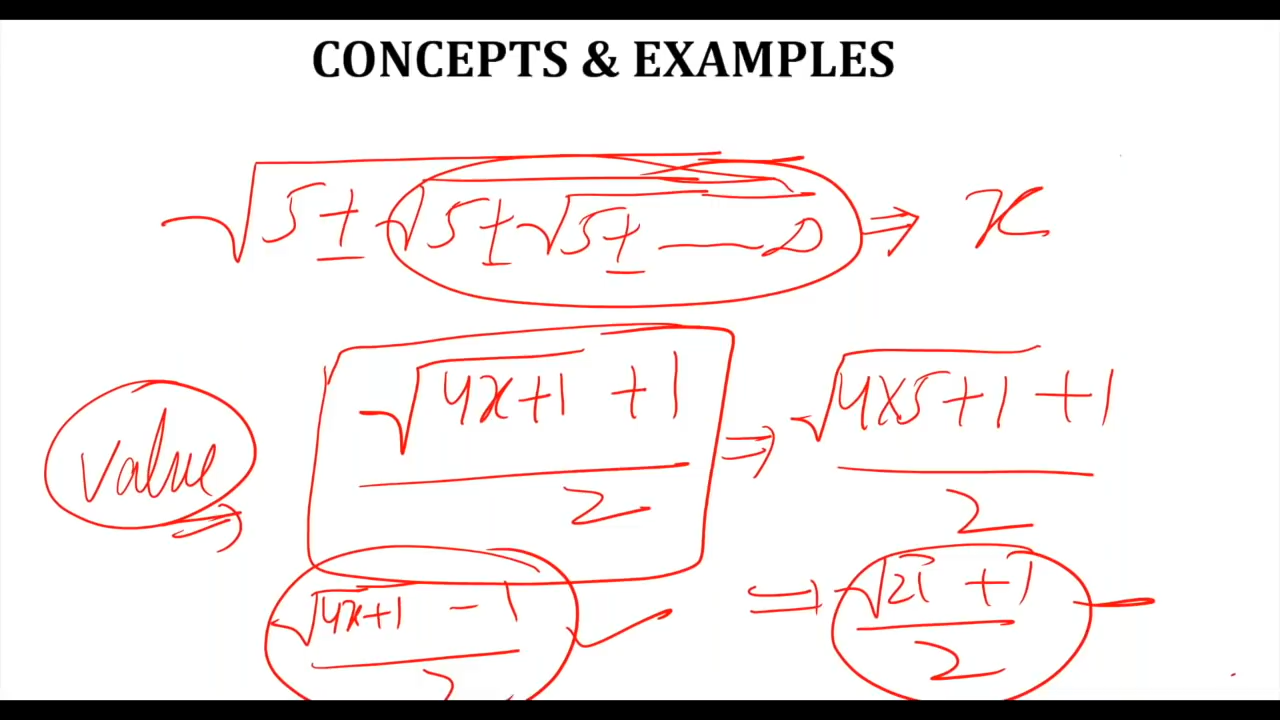 CONCEPTS & EXAMPLES
√(5±√(5±√(5± — ∞ ⇒ x
value ⇒ (√(4x+1) +1)/2 ⇒ (√(4×5+1) +1)/2
(√(4x+1) −1)/2 ⇒ (√21 +1)/2 —